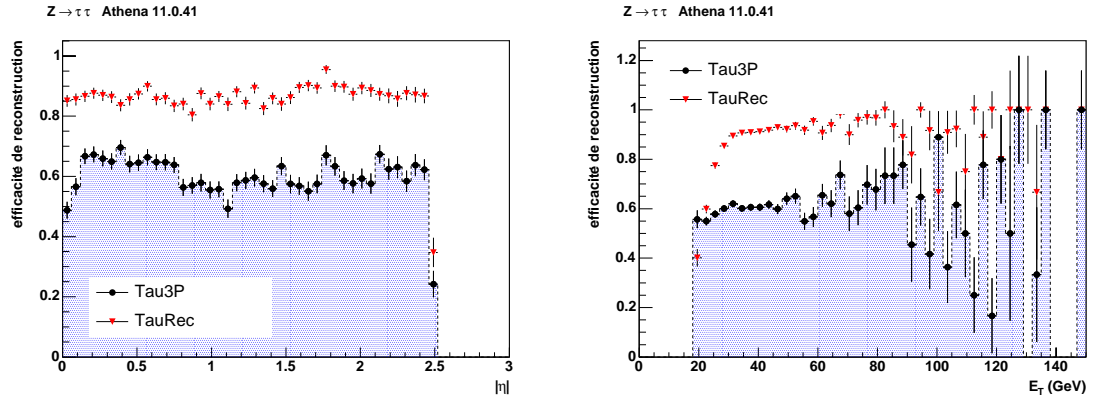 Z → τ τ Athena 11.0.41
efficacité de reconstruction
1
0.8
0.6
0.4
0.2
0
Tau3P
TauRec
0 0.5 1 1.5 2 2.5 3
|η|
Z → τ τ Athena 11.0.41
efficacité de reconstruction
1.2
1
0.8
0.6
0.4
0.2
0
Tau3P
TauRec
0 20 40 60 80 100 120 140
E_T (GeV)